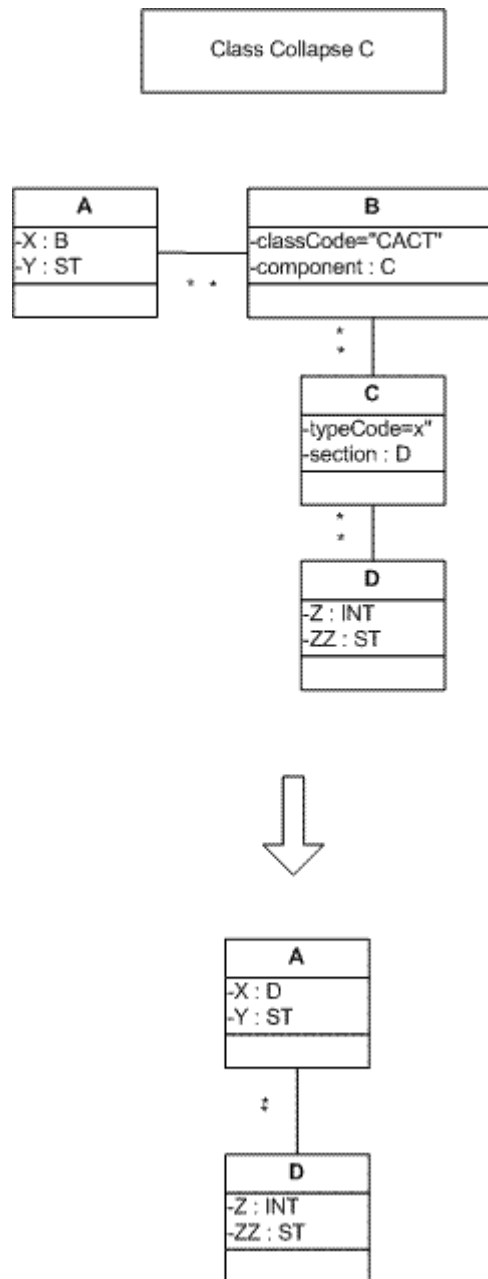 Class Collapse C
A
-X : B
-Y : ST
B
-classCode="CACT"
-component : C
* *
*
*
C
-typeCode=x"
-section : D
*
*
D
-Z : INT
-ZZ : ST
A
-X : D
-Y : ST
*
*
D
-Z : INT
-ZZ : ST